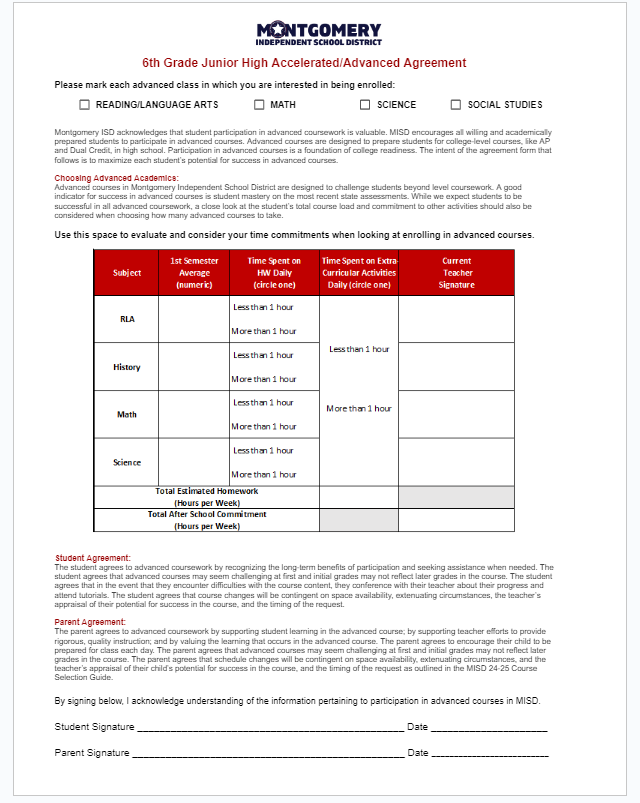 MONTGOMERY
INDEPENDENT SCHOOL DISTRICT
6th Grade Junior High Accelerated/Advanced Agreement
Please mark each advanced class in which you are interested in being enrolled:
READING/LANGUAGE ARTS MATH SCIENCE SOCIAL STUDIES
Montgomery ISD acknowledges that student participation in advanced coursework is valuable. MISD encourages all willing and academically
prepared students to participate in advanced courses. Advanced courses are designed to prepare students for college-level courses, like AP
and Dual Credit, in high school. Participation in advanced courses is a foundation of college readiness. The intent of the agreement form that
follows is to maximize each student's potential for success in advanced courses.
Choosing Advanced Academics:
Advanced courses in Montgomery Independent School District are designed to challenge students beyond level coursework. A good
indicator for success in advanced courses is student mastery on the most recent state assessments. While we expect students to be
successful in all advanced coursework, a close look at the student's total course load and commitment to other activities should also be
considered when choosing how many advanced courses to take.
Use this space to evaluate and consider your time commitments when looking at enrolling in advanced courses.
Subject
1st Semester
Average
(numeric)
Time Spent on
HW Daily
(circle one)
Time Spent on Extra-
Curricular Activities
Daily (circle one)
Current
Teacher
Signature
RLA
Less than 1 hour
More than 1 hour
Less than 1 hour
More than 1 hour
History
Less than 1 hour
More than 1 hour
Math
Less than 1 hour
More than 1 hour
Science
Less than 1 hour
More than 1 hour
Total Estimated Homework
(Hours per Week)
Total After School Commitment
(Hours per Week)
Student Agreement:
The student agrees to advanced coursework by recognizing the long-term benefits of participation and seeking assistance when needed. The
student agrees that advanced courses may seem challenging at first and initial grades may not reflect later grades in the course. The student
agrees that in the event that they encounter difficulties with the course content, they conference with their teacher about their progress and
attend tutorials. The student agrees that course changes will be contingent on space availability, extenuating circumstances, the teacher's
appraisal of their potential for success in the course, and the timing of the request.
Parent Agreement:
The parent agrees to advanced coursework by supporting student learning in the advanced course; by supporting teacher efforts to provide
rigorous, quality instruction; and by valuing the learning that occurs in the advanced course. The parent agrees to encourage their child to be
prepared for class each day. The parent agrees that advanced courses may seem challenging at first and initial grades may not reflect later
grades in the course. The parent agrees that schedule changes will be contingent on space availability, extenuating circumstances, and the
teacher's appraisal of their child's potential for success in the course, and the timing of the request as outlined in the MISD 24-25 Course
Selection Guide.
By signing below, I acknowledge understanding of the information pertaining to participation in advanced courses in MISD.
Student Signature Date
Parent Signature Date